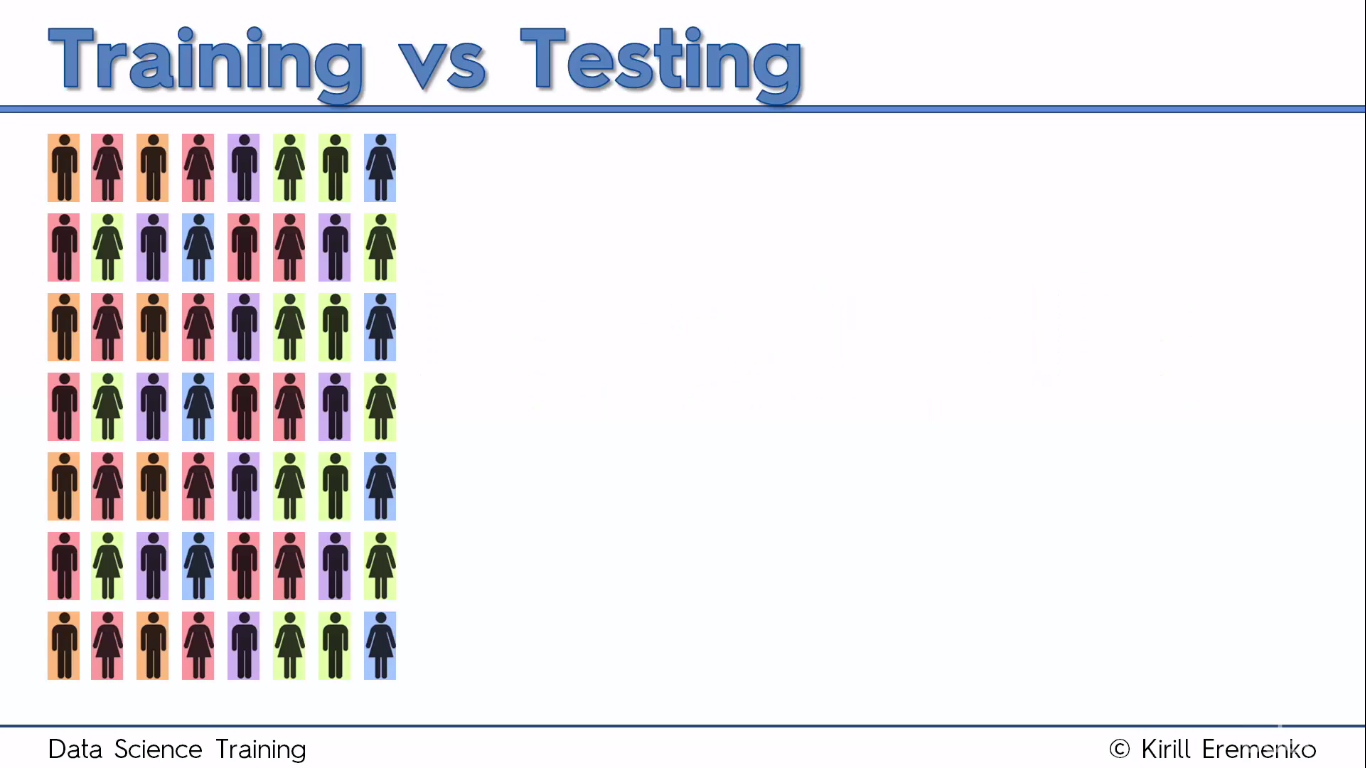 Training vs Testing
Data Science Training
© Kirill Eremenko